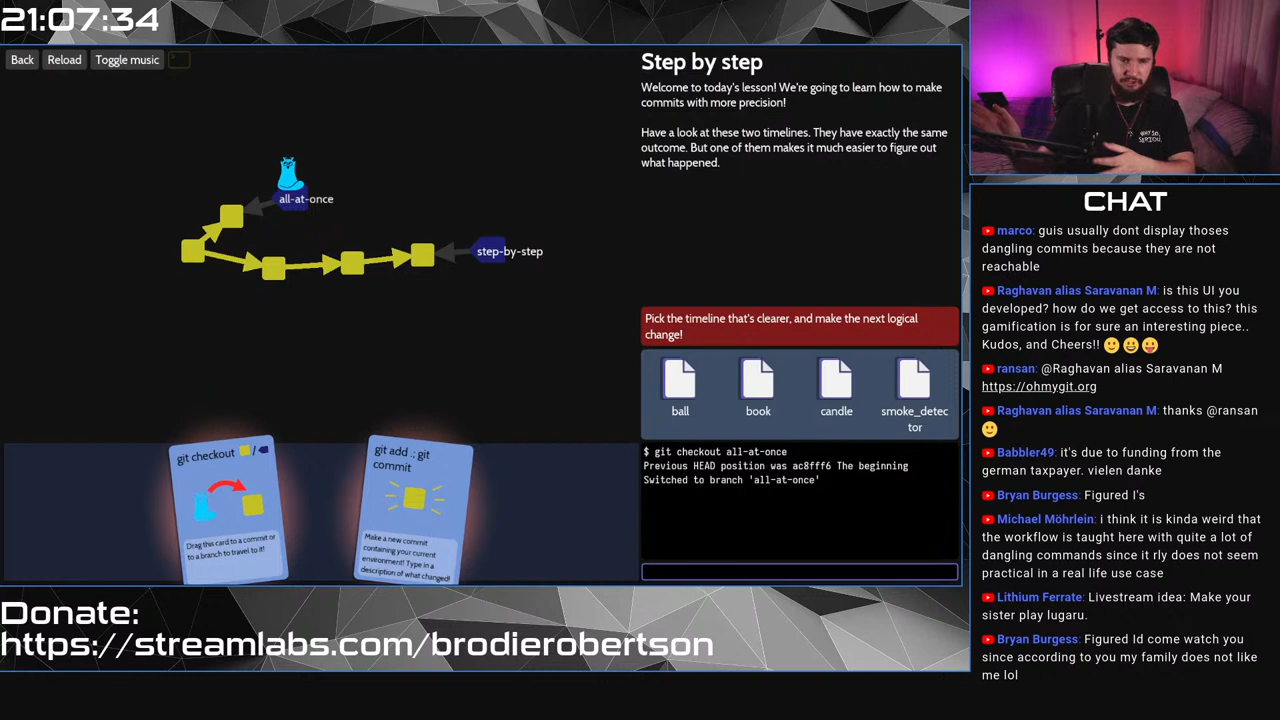 21:07:34
Back
Reload
Toggle music
all-at-once
step-by-step
Step by step
Welcome to today's lesson! We're going to learn how to make
commits with more precision!
Have a look at these two timelines. They have exactly the same
outcome. But one of them makes it much easier to figure out
what happened.
Pick the timeline that's clearer, and make the next logical
change!
ball
book
candle
smoke_detec
tor
git checkout /
Drag this card to a commit or
to a branch to travel to it!
git add .; git
commit
Make a new commit
containing your current
environment! Type in a
description of what changed!
$ git checkout all-at-once
Previous HEAD position was ac8fff6 The beginning
Switched to branch 'all-at-once'
Donate:
https://streamlabs.com/brodierobertson
CHAT
marco: guis usually dont display thoses
dangling commits because they are not
reachable
Raghavan alias Saravanan M: is this UI you
developed? how do we get access to this? this
gamification is for sure an interesting piece..
Kudos, and Cheers!! 🙂😀😜
ransan: @Raghavan alias Saravanan M
https://ohmygit.org
Raghavan alias Saravanan M: thanks @ransan
🙂
Babbler49: it's due to funding from the
german taxpayer. vielen danke
Bryan Burgess: Figured I's
Michael Möhrlein: i think it is kinda weird that
the workflow is taught here with quite a lot of
dangling commands since it rly does not seem
practical in a real life use case
Lithium Ferrate: Livestream idea: Make your
sister play lugaru.
Bryan Burgess: Figured Id come watch you
since according to you my family does not like
me lol